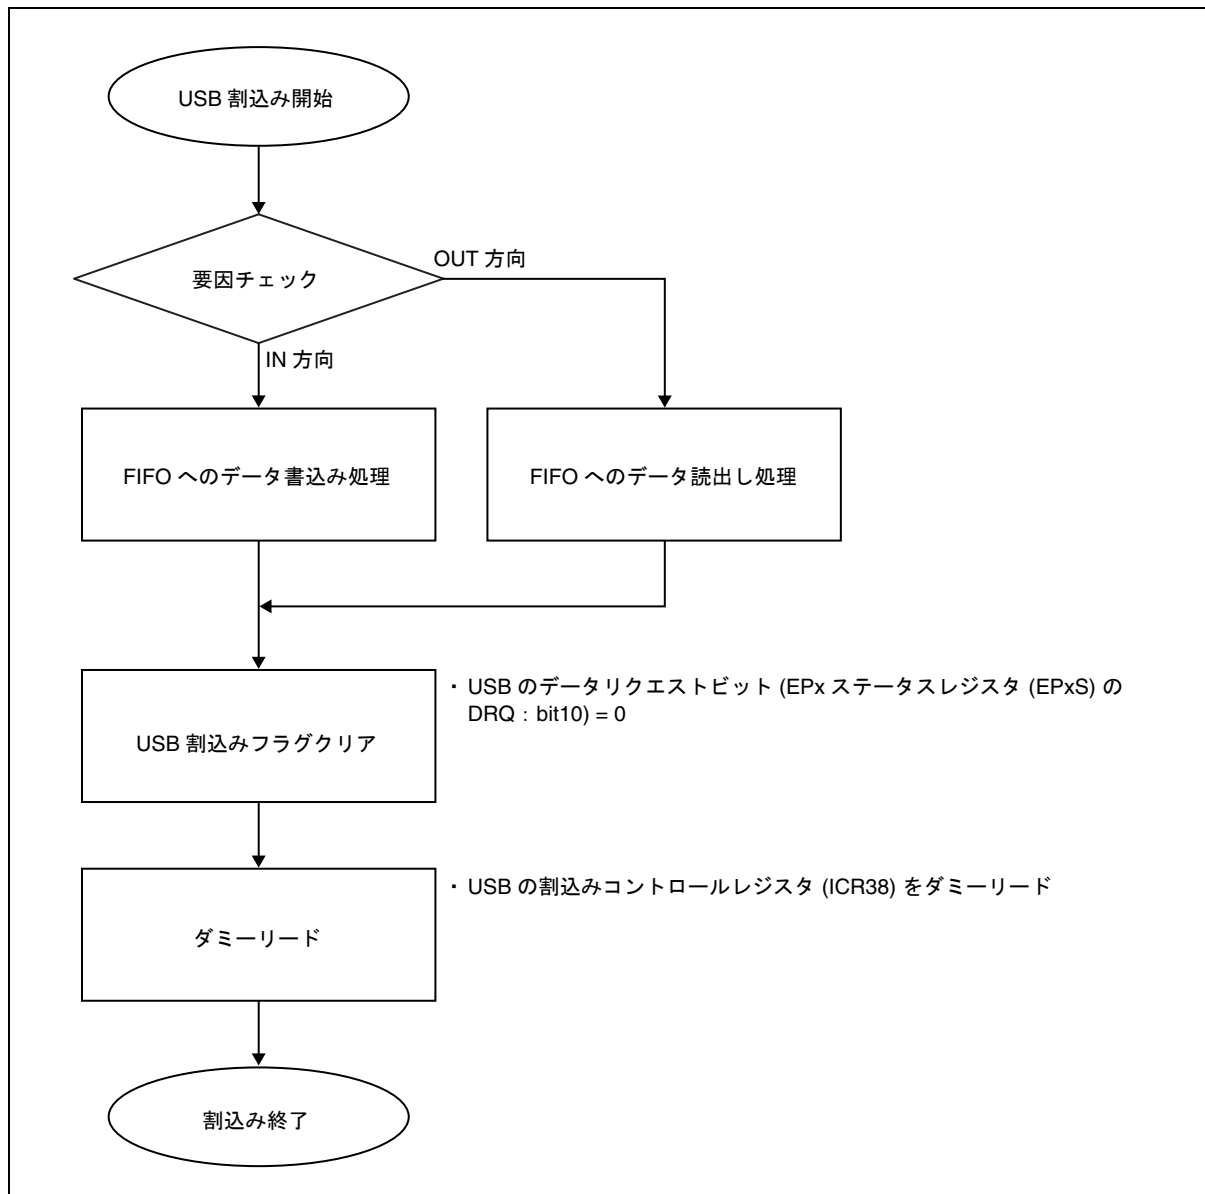 USB 割込み開始
要因チェック
OUT 方向
IN 方向
FIFO へのデータ書込み処理
FIFO へのデータ読出し処理
USB 割込みフラグクリア
・ USB のデータリクエストビット (EPx ステータスレジスタ (EPxS) の
DRQ : bit10) = 0
ダミーリード
・ USB の割込みコントロールレジスタ (ICR38) をダミーリード
割込み終了